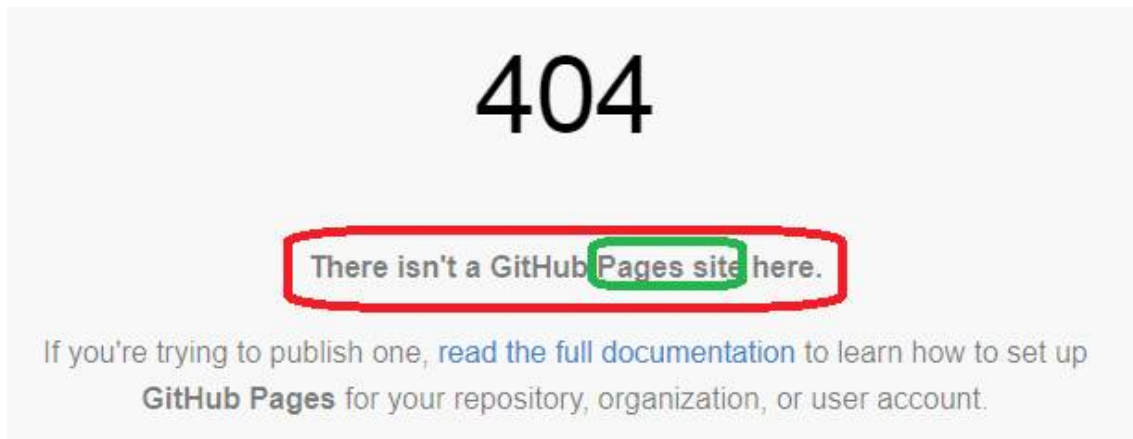 404
There isn't a GitHub Pages site here.
If you're trying to publish one, read the full documentation to learn how to set up
GitHub Pages for your repository, organization, or user account.